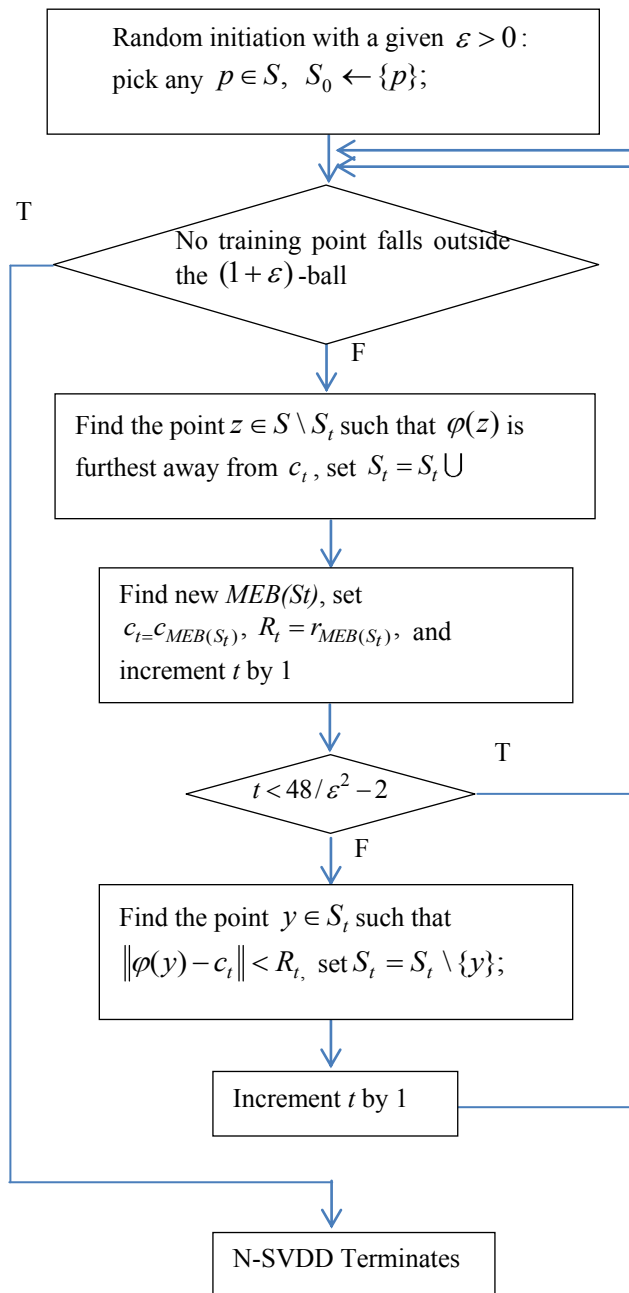 Random initiation with a given ε > 0 :
pick any p ∈ S, S₀ ← {p};
T
No training point falls outside
the (1 + ε) -ball
F
Find the point z ∈ S \ Sₜ such that φ(z) is
furthest away from cₜ , set Sₜ = Sₜ ⋃
Find new MEB(St), set
cₜ₌c_MEB(Sₜ), Rₜ = r_MEB(Sₜ), and
increment t by 1
T
t < 48 / ε² − 2
F
Find the point y ∈ Sₜ such that
‖φ(y) − cₜ‖ < Rₜ, set Sₜ = Sₜ \ {y};
Increment t by 1
N-SVDD Terminates